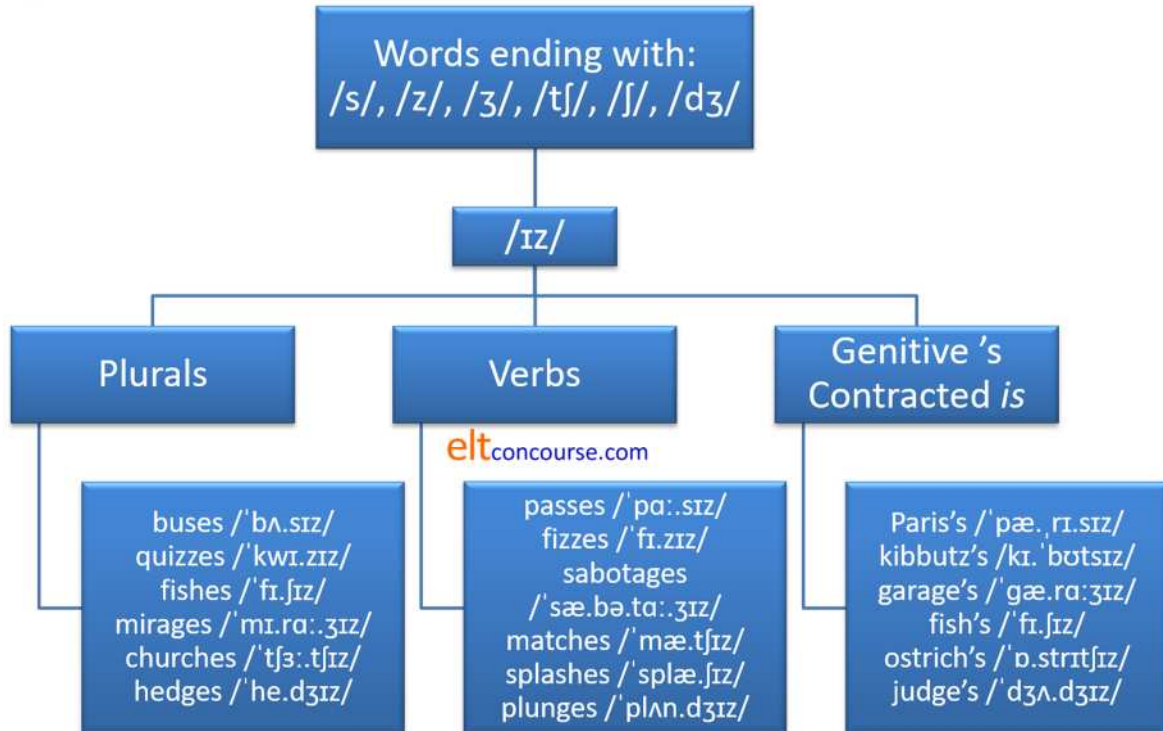 Words ending with:
/s/, /z/, /ʒ/, /tʃ/, /ʃ/, /dʒ/
/ɪz/
Plurals
Verbs
Genitive ’s
Contracted is
eltconcourse.com
buses /ˈbʌ.sɪz/
quizzes /ˈkwɪ.zɪz/
fishes /ˈfɪ.ʃɪz/
mirages /ˈmɪ.rɑː.ʒɪz/
churches /ˈtʃɜː.tʃɪz/
hedges /ˈhe.dʒɪz/
passes /ˈpɑː.sɪz/
fizzes /ˈfɪ.zɪz/
sabotages
/ˈsæ.bə.tɑː.ʒɪz/
matches /ˈmæ.tʃɪz/
splashes /ˈsplæ.ʃɪz/
plunges /ˈplʌn.dʒɪz/
Paris’s /ˈpæ.ˌrɪ.sɪz/
kibbutz’s /kɪ.ˈbʊtsɪz/
garage’s /ˈɡæ.rɑːʒɪz/
fish’s /ˈfɪ.ʃɪz/
ostrich’s /ˈɒ.strɪtʃɪz/
judge’s /ˈdʒʌ.dʒɪz/